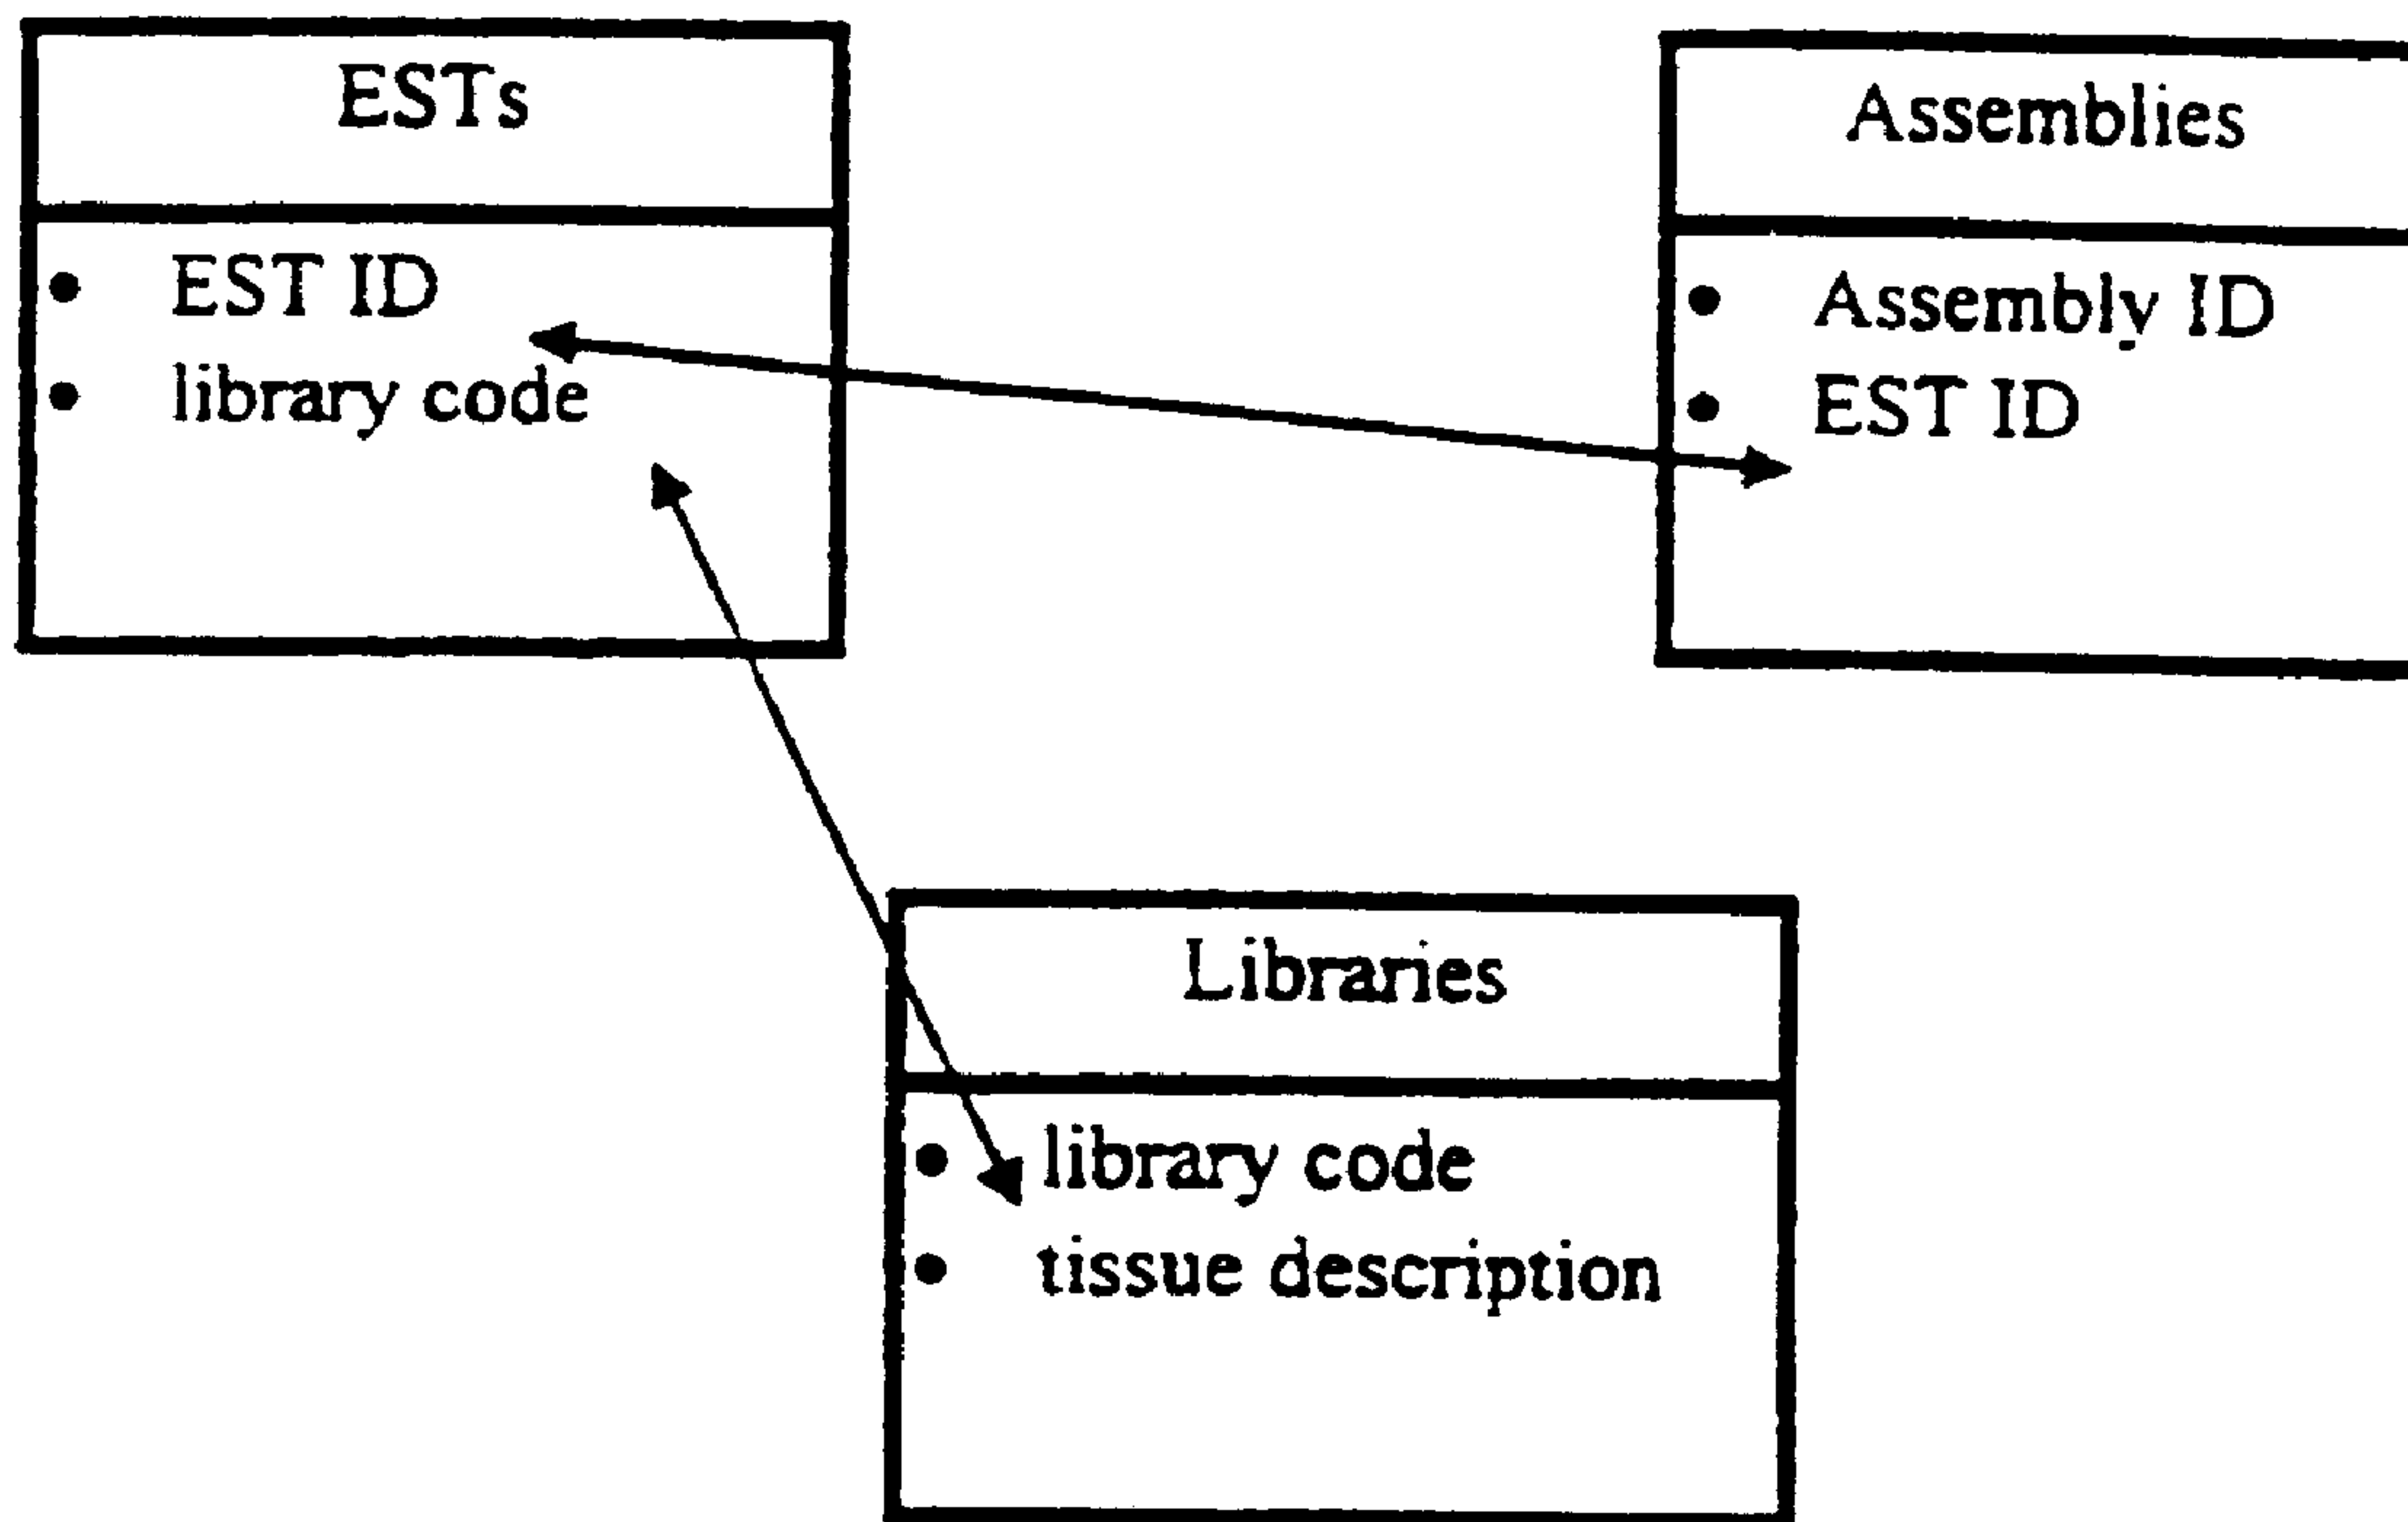 ESTs
• EST ID
• library code
Assemblies
• Assembly ID
• EST ID
Libraries
• library code
• tissue description